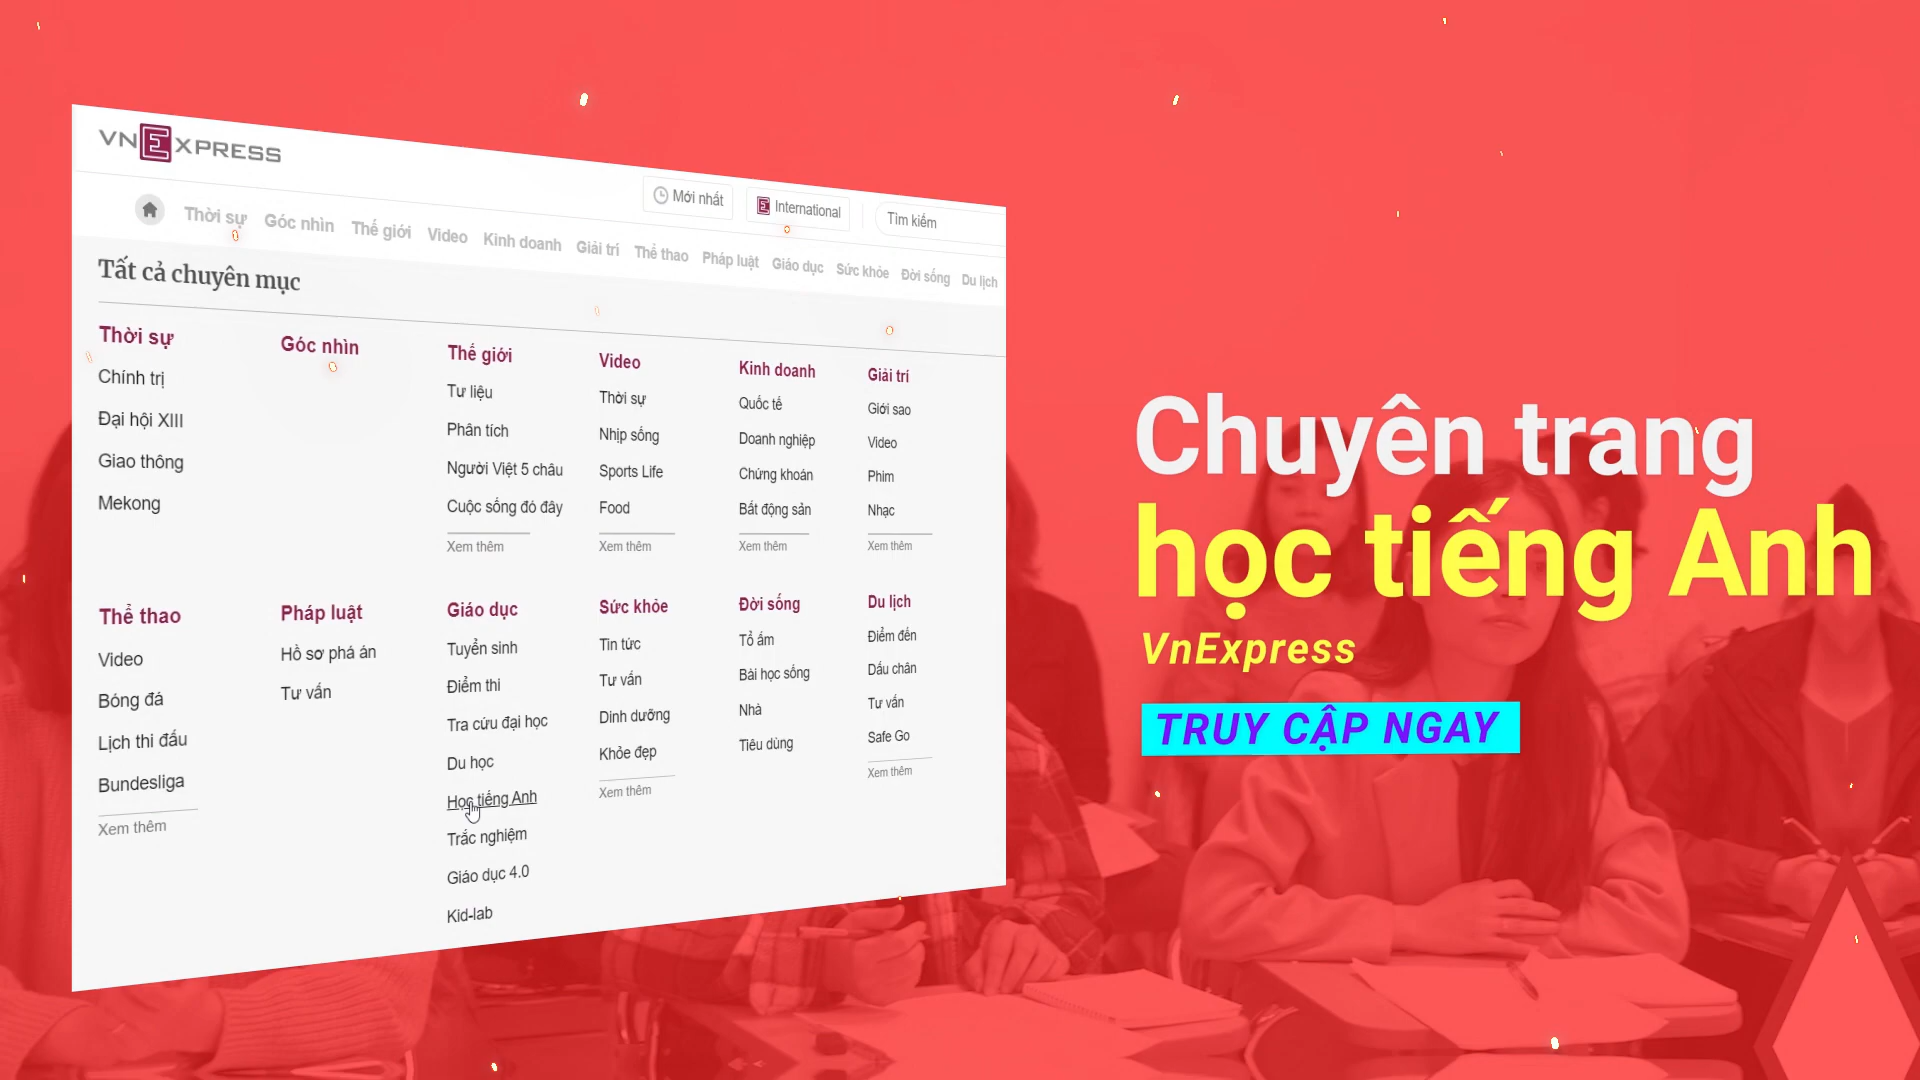 VNEXPRESS
Mới nhất
International
Tìm kiếm
Thời sự Góc nhìn Thế giới Video Kinh doanh Giải trí Thể thao Pháp luật Giáo dục Sức khỏe Đời sống Du lịch
Tất cả chuyên mục
Thời sự
Chính trị
Đại hội XIII
Giao thông
Mekong
Góc nhìn
Thế giới
Tư liệu
Phân tích
Người Việt 5 châu
Cuộc sống đó đây
Xem thêm
Video
Thời sự
Nhịp sống
Sports Life
Food
Xem thêm
Kinh doanh
Quốc tế
Doanh nghiệp
Chứng khoán
Bất động sản
Xem thêm
Giải trí
Giới sao
Video
Phim
Nhạc
Xem thêm
Thể thao
Video
Bóng đá
Lịch thi đấu
Bundesliga
Xem thêm
Pháp luật
Hồ sơ phá án
Tư vấn
Giáo dục
Tuyển sinh
Điểm thi
Tra cứu đại học
Du học
Học tiếng Anh
Trắc nghiệm
Giáo dục 4.0
Kid-lab
Sức khỏe
Tin tức
Tư vấn
Dinh dưỡng
Khỏe đẹp
Xem thêm
Đời sống
Tổ ấm
Bài học sống
Nhà
Tiêu dùng
Du lịch
Điểm đến
Dấu chân
Tư vấn
Safe Go
Xem thêm
Chuyên trang
học tiếng Anh
VnExpress
TRUY CẬP NGAY